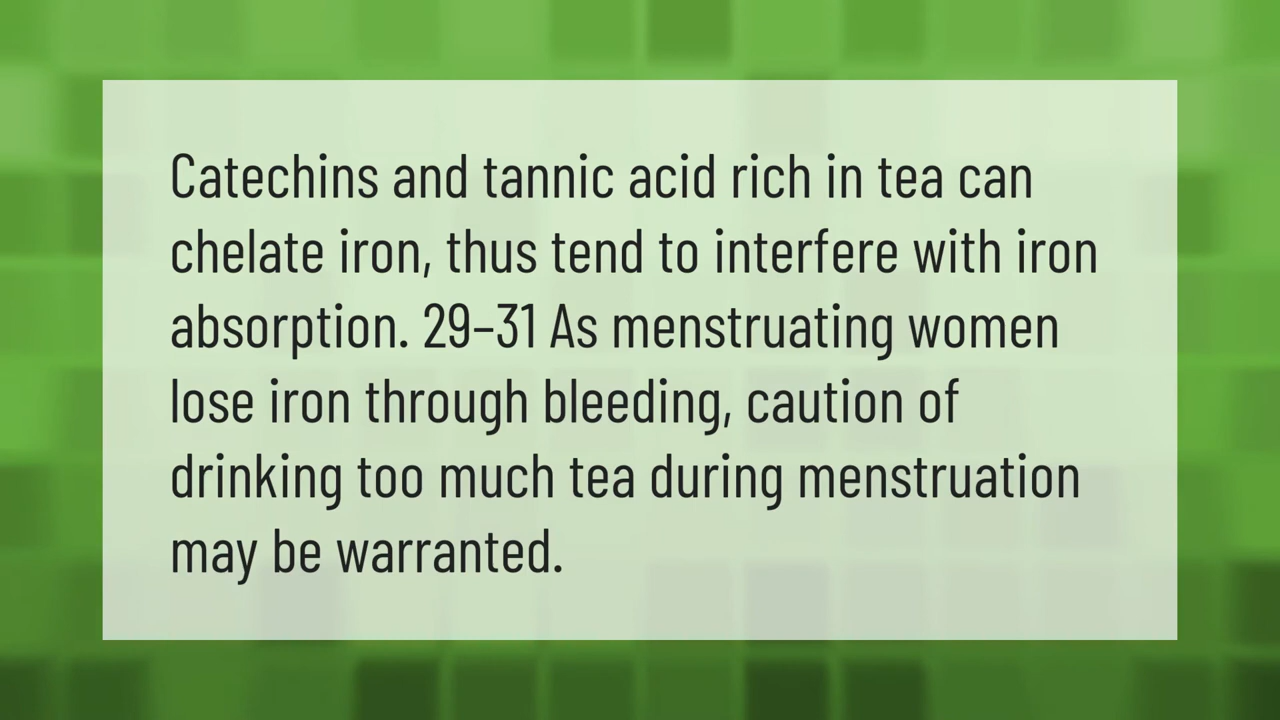 Catechins and tannic acid rich in tea can
chelate iron, thus tend to interfere with iron
absorption. 29–31 As menstruating women
lose iron through bleeding, caution of
drinking too much tea during menstruation
may be warranted.